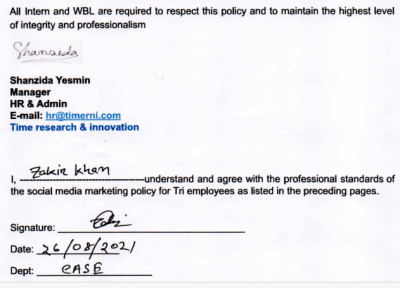 All Intern and WBL are required to respect this policy and to maintain the highest level
of integrity and professionalism
Shanzida
Shanzida Yesmin
Manager
HR & Admin
E-mail: hr@timerni.com
Time research & innovation
I, Zakir Khan understand and agree with the professional standards of
the social media marketing policy for Tri employees as listed in the preceding pages.
Signature:
Date: 26/08/2021
Dept: CASE